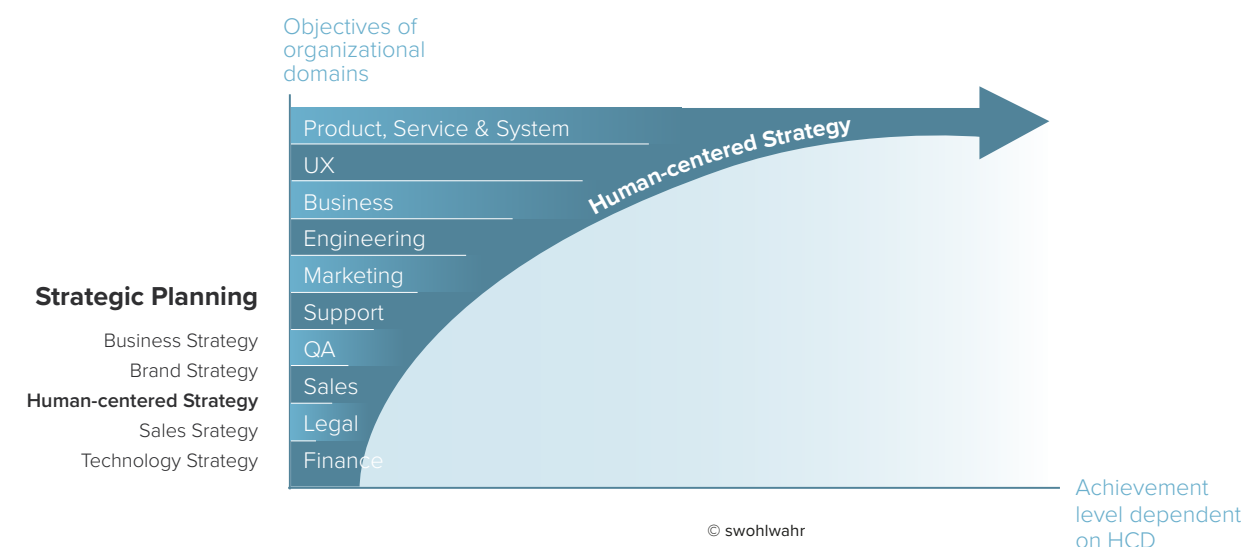 Objectives of
organizational
domains
Product, Service & System
UX
Business
Engineering
Marketing
Support
QA
Sales
Legal
Finance
Human-centered Strategy
Strategic Planning
Business Strategy
Brand Strategy
Human-centered Strategy
Sales Srategy
Technology Strategy
Achievement
level dependent
on HCD
© swohlwahr